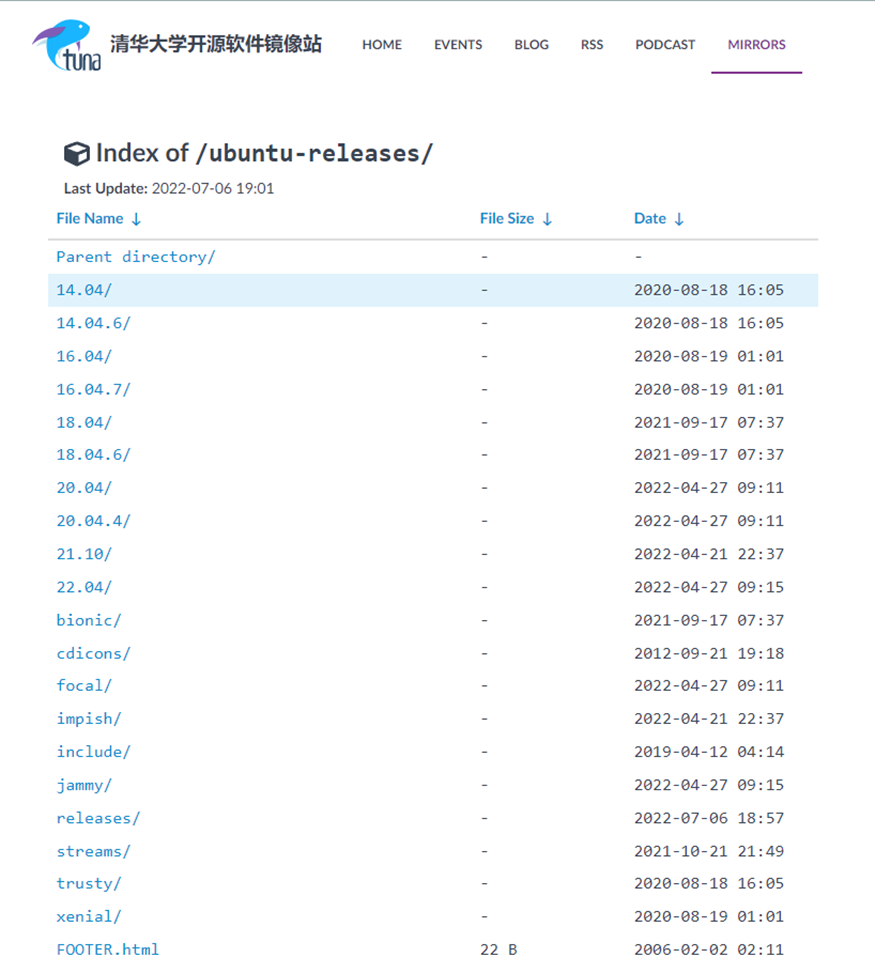 tuna 清华大学开源软件镜像站 HOME EVENTS BLOG RSS PODCAST MIRRORS
Index of /ubuntu-releases/
Last Update: 2022-07-06 19:01
File Name ↓ File Size ↓ Date ↓
Parent directory/ - -
14.04/ - 2020-08-18 16:05
14.04.6/ - 2020-08-18 16:05
16.04/ - 2020-08-19 01:01
16.04.7/ - 2020-08-19 01:01
18.04/ - 2021-09-17 07:37
18.04.6/ - 2021-09-17 07:37
20.04/ - 2022-04-27 09:11
20.04.4/ - 2022-04-27 09:11
21.10/ - 2022-04-21 22:37
22.04/ - 2022-04-27 09:15
bionic/ - 2021-09-17 07:37
cdicons/ - 2012-09-21 19:18
focal/ - 2022-04-27 09:11
impish/ - 2022-04-21 22:37
include/ - 2019-04-12 04:14
jammy/ - 2022-04-27 09:15
releases/ - 2022-07-06 18:57
streams/ - 2021-10-21 21:49
trusty/ - 2020-08-18 16:05
xenial/ - 2020-08-19 01:01
FOOTER.html 22 B 2006-02-02 02:11